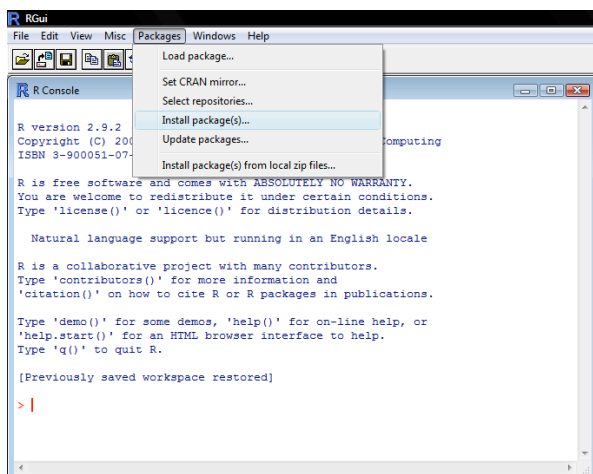 RGui
File Edit View Misc Packages Windows Help
Load package...
Set CRAN mirror...
Select repositories...
Install package(s)...
Update packages...
Install package(s) from local zip files...
R Console
R version 2.9.2
Copyright (C) 200 Computing
ISBN 3-900051-07-
R is free software and comes with ABSOLUTELY NO WARRANTY.
You are welcome to redistribute it under certain conditions.
Type 'license()' or 'licence()' for distribution details.
Natural language support but running in an English locale
R is a collaborative project with many contributors.
Type 'contributors()' for more information and
'citation()' on how to cite R or R packages in publications.
Type 'demo()' for some demos, 'help()' for on-line help, or
'help.start()' for an HTML browser interface to help.
Type 'q()' to quit R.
[Previously saved workspace restored]
>